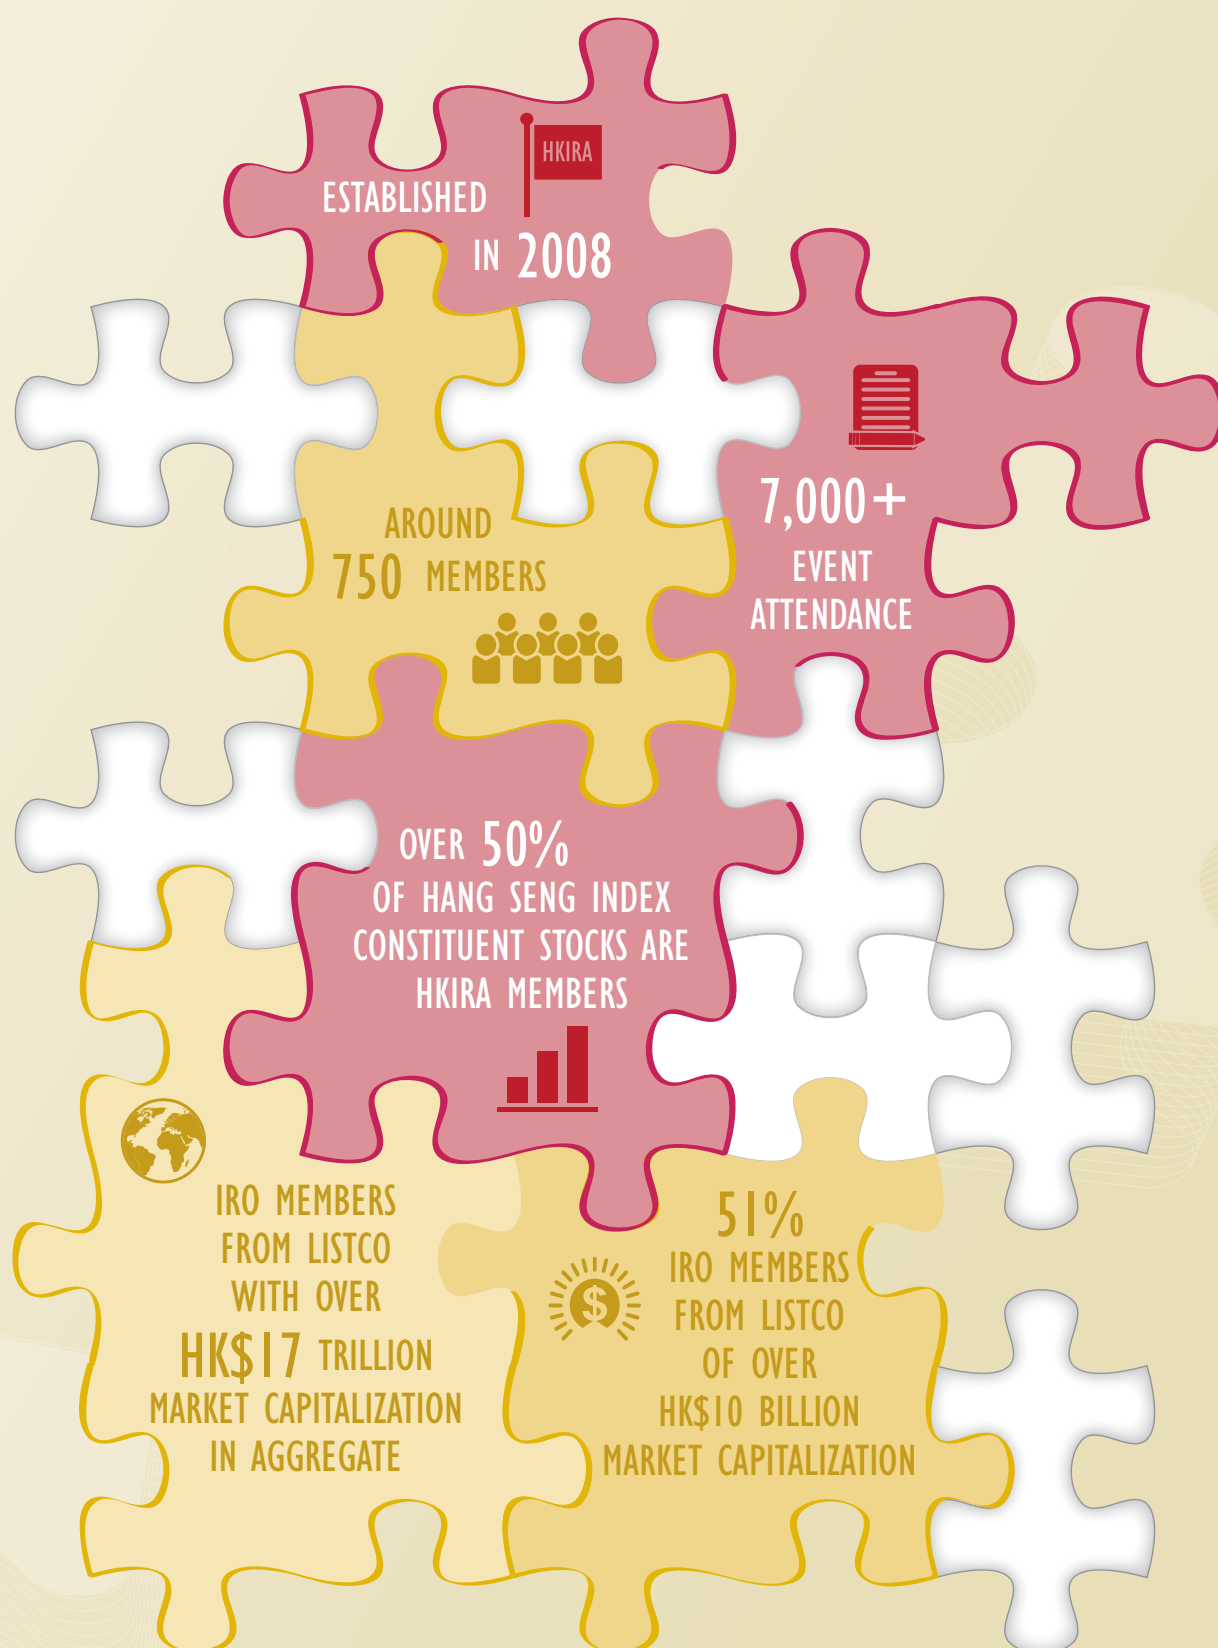 HKIRA
ESTABLISHED
IN 2008
7,000+
EVENT
ATTENDANCE
AROUND
750 MEMBERS
OVER 50%
OF HANG SENG INDEX
CONSTITUENT STOCKS ARE
HKIRA MEMBERS
IRO MEMBERS
FROM LISTCO
WITH OVER
HK$17 TRILLION
MARKET CAPITALIZATION
IN AGGREGATE
51%
IRO MEMBERS
FROM LISTCO
OF OVER
HK$10 BILLION
MARKET CAPITALIZATION
$